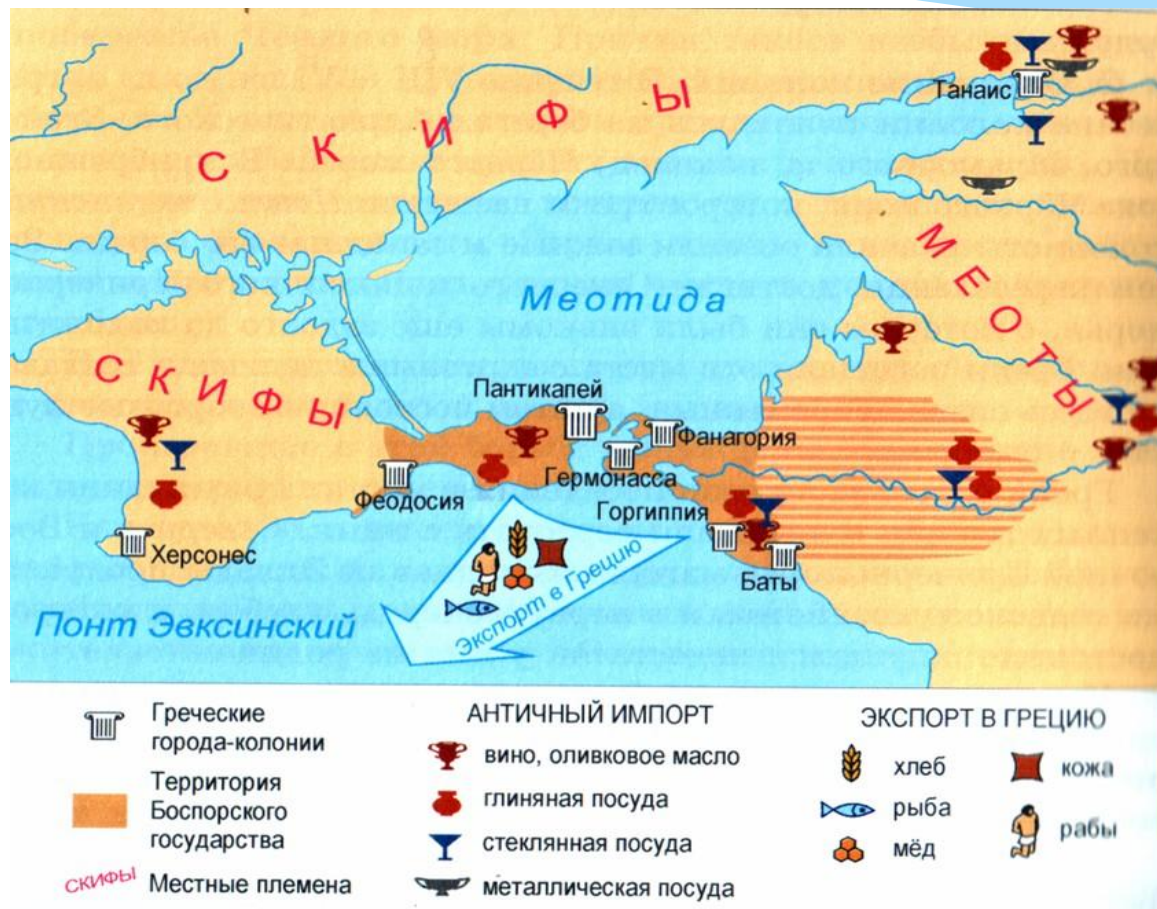 СКИФЫ
Танаис
МЕОТЫ
Меотида
СКИФЫ
Пантикапей
Фанагория
Гермонасса
Феодосия
Горгиппия
Херсонес
Баты
Экспорт в Грецию
Понт Эвксинский
Греческие
города-колонии
Территория
Боспорского
государства
СКИФЫ
Местные племена
АНТИЧНЫЙ ИМПОРТ
вино, оливковое масло
глиняная посуда
стеклянная посуда
металлическая посуда
ЭКСПОРТ В ГРЕЦИЮ
хлеб
рыба
мёд
кожа
рабы